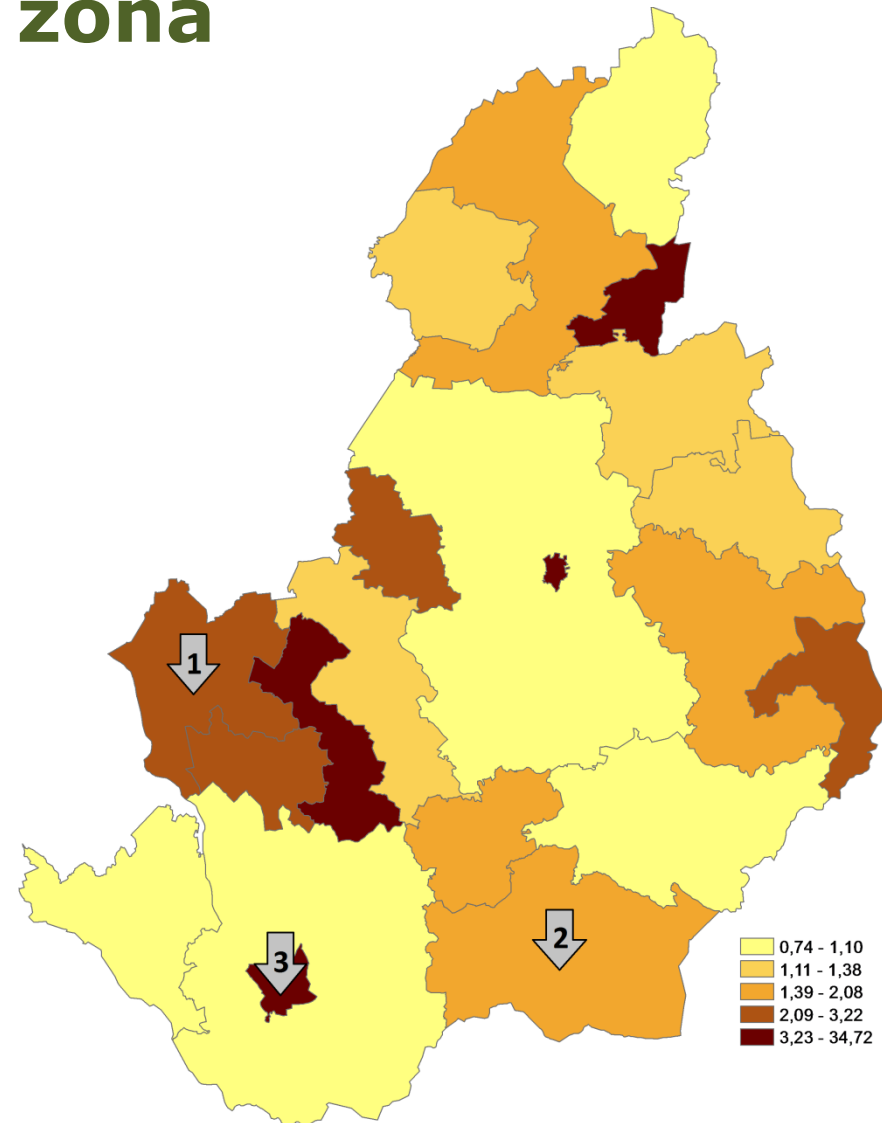 zona
1
2
3
0,74 - 1,10
1,11 - 1,38
1,39 - 2,08
2,09 - 3,22
3,23 - 34,72